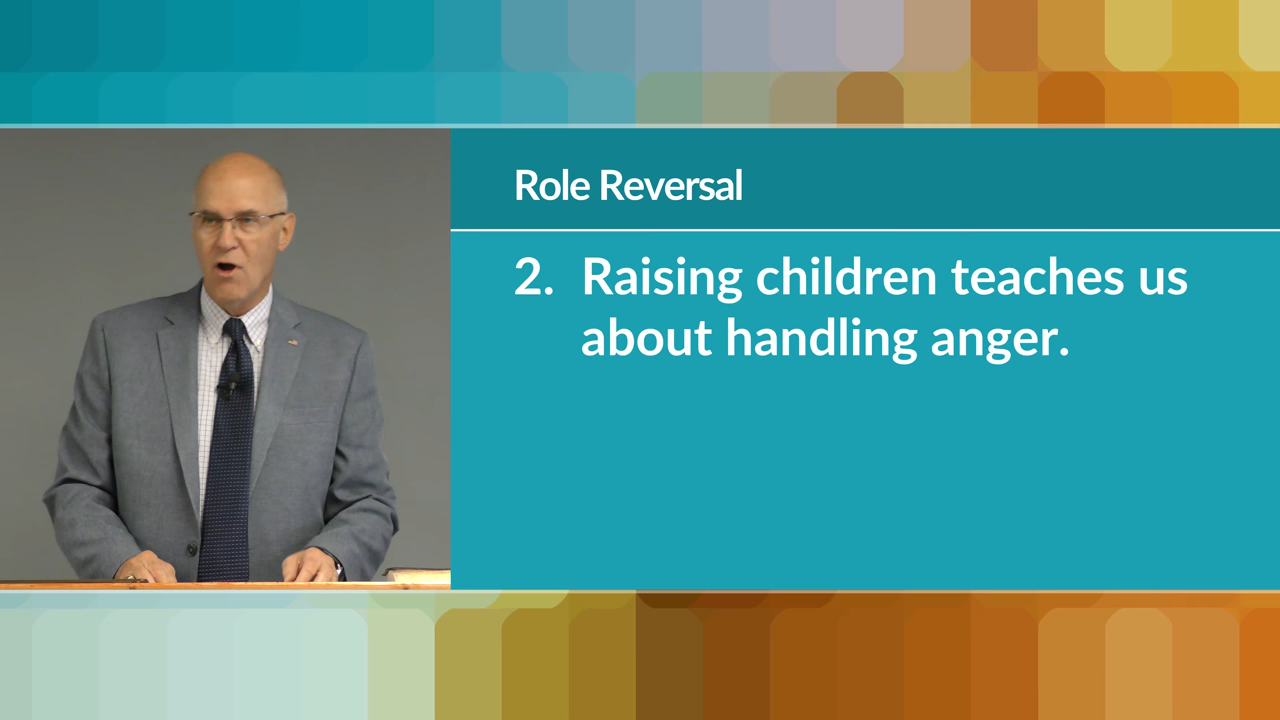 Role Reversal
2. Raising children teaches us
about handling anger.